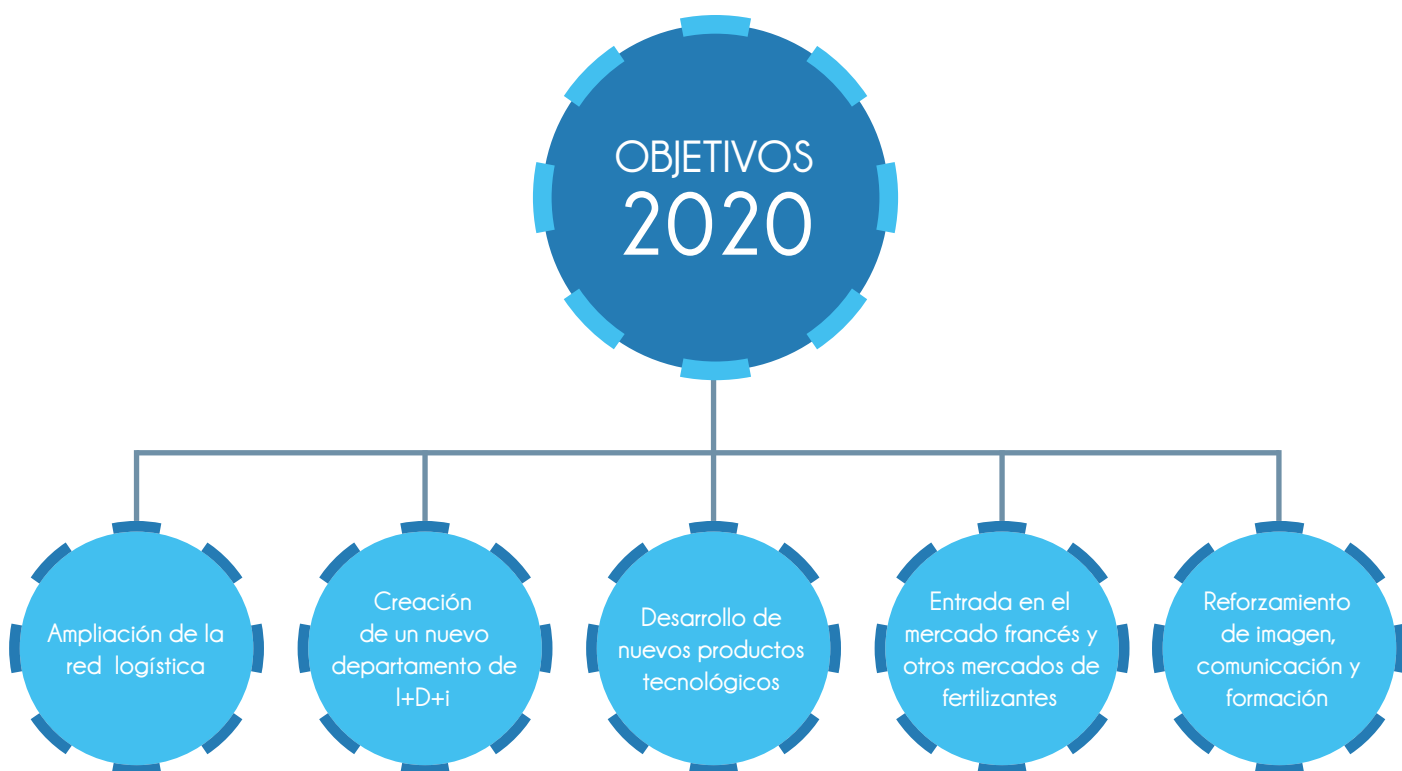 OBJETIVOS
2020
Ampliación de la
red logística
Creación
de un nuevo
departamento de
I+D+i
Desarrollo de
nuevos productos
tecnológicos
Entrada en el
mercado francés y
otros mercados de
fertilizantes
Reforzamiento
de imagen,
comunicación y
formación